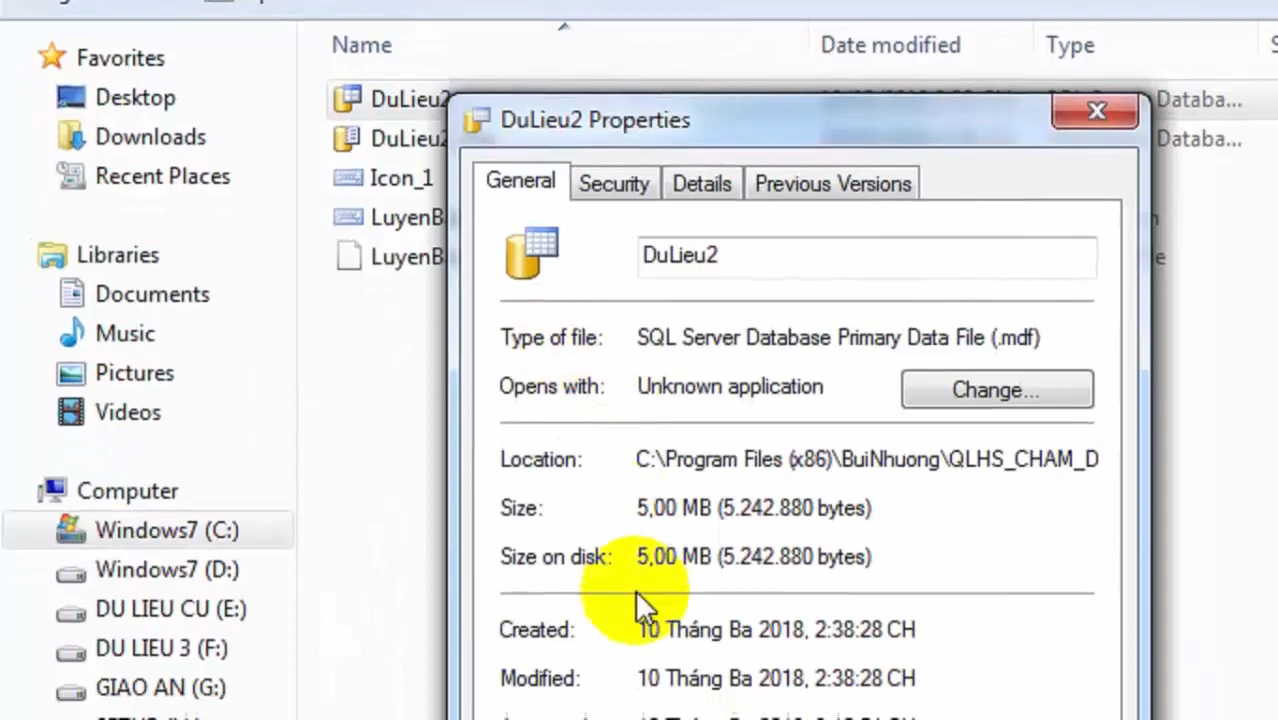 Name Date modified Type
Favorites
Desktop
Downloads
Recent Places
Libraries
Documents
Music
Pictures
Videos
Computer
Windows7 (C:)
Windows7 (D:)
DU LIEU CU (E:)
DU LIEU 3 (F:)
GIAO AN (G:)
DuLieu2
Databa...
DuLieu2
Databa...
Icon_1
LuyenB
LuyenB
DuLieu2 Properties
General Security Details Previous Versions
DuLieu2
Type of file: SQL Server Database Primary Data File (.mdf)
Opens with: Unknown application Change...
Location: C:\Program Files (x86)\BuiNhuong\QLHS_CHAM_D
Size: 5,00 MB (5.242.880 bytes)
Size on disk: 5,00 MB (5.242.880 bytes)
Created: 10 Tháng Ba 2018, 2:38:28 CH
Modified: 10 Tháng Ba 2018, 2:38:28 CH